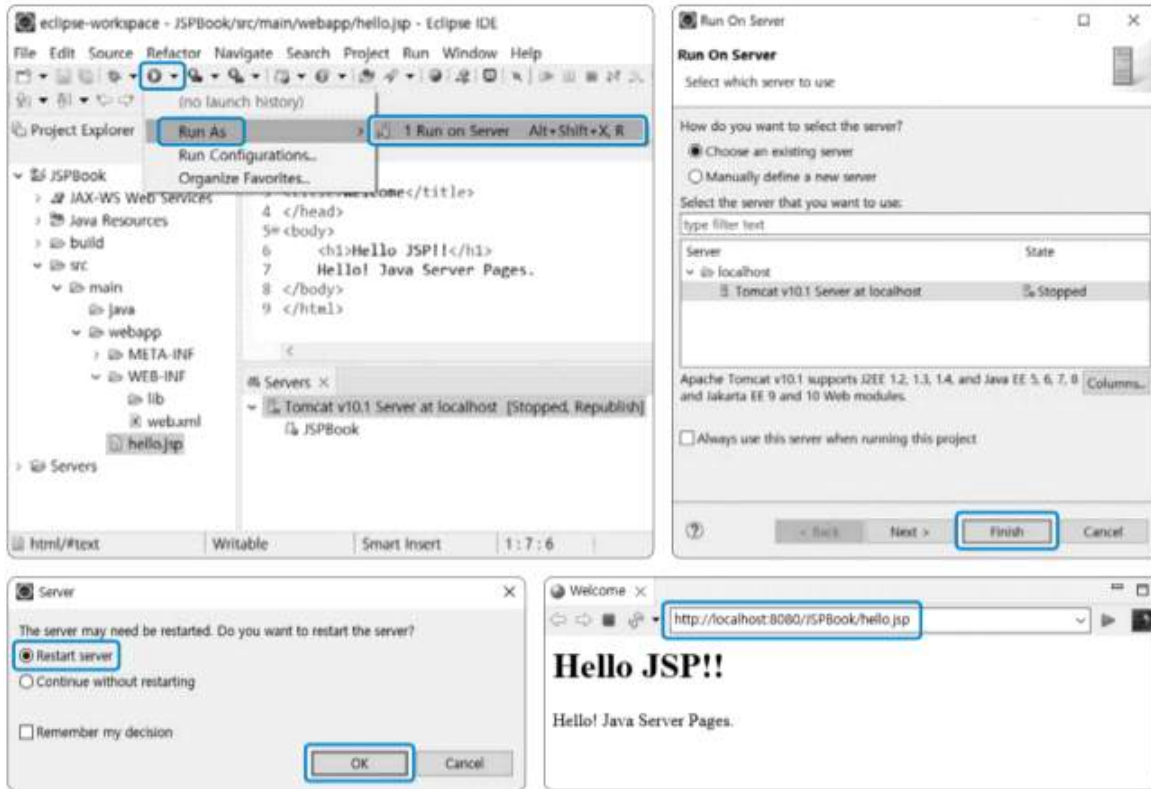 eclipse-workspace - JSPBook/src/main/webapp/hello.jsp - Eclipse IDE
File Edit Source Refactor Navigate Search Project Run Window Help
(no launch history)
Project Explorer
Run As
1 Run on Server Alt+Shift+X, R
Run Configurations...
Organize Favorites...
JSPBook
JAX-WS Web Services
Java Resources
build
src
main
java
webapp
META-INF
WEB-INF
lib
web.xml
hello.jsp
Servers
</title>
4 </head>
5 <body>
6 <h1>Hello JSP!!</h1>
7 Hello! Java Server Pages.
8 </body>
9 </html>
Servers
Tomcat v10.1 Server at localhost [Stopped, Republish]
JSPBook
html/#text Writable Smart Insert 1:7:6
Run On Server
Run On Server
Select which server to use
How do you want to select the server?
Choose an existing server
Manually define a new server
Select the server that you want to use:
type filter text
Server State
localhost
Tomcat v10.1 Server at localhost Stopped
Apache Tomcat v10.1 supports J2EE 1.2, 1.3, 1.4, and Java EE 5, 6, 7, 8 Columns...
and Jakarta EE 9 and 10 Web modules.
Always use this server when running this project
< Back Next > Finish Cancel
Server
The server may need be restarted. Do you want to restart the server?
Restart server
Continue without restarting
Remember my decision
OK Cancel
Welcome
http://localhost:8080/JSPBook/hello.jsp
Hello JSP!!
Hello! Java Server Pages.